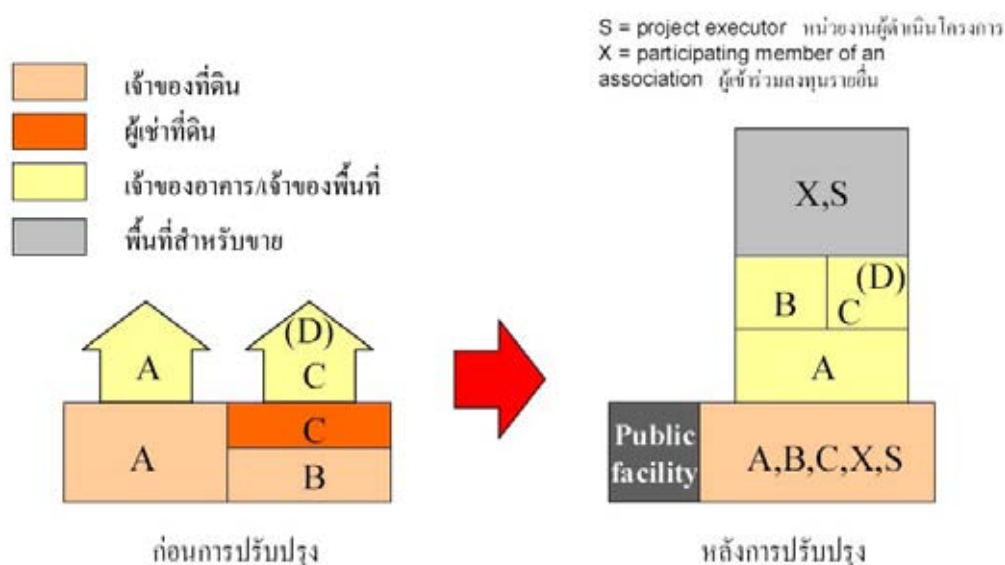 S = project executor หน่วยงานผู้ดำเนินโครงการ
X = participating member of an
association ผู้เข้าร่วมลงทุนรายอื่น
เจ้าของที่ดิน
ผู้เช่าที่ดิน
เจ้าของอาคาร/เจ้าของพื้นที่
พื้นที่สำหรับขาย
A
(D)
C
A
C
B
ก่อนการปรับปรุง
X,S
B
(D)
C
A
Public
facility
A,B,C,X,S
หลังการปรับปรุง